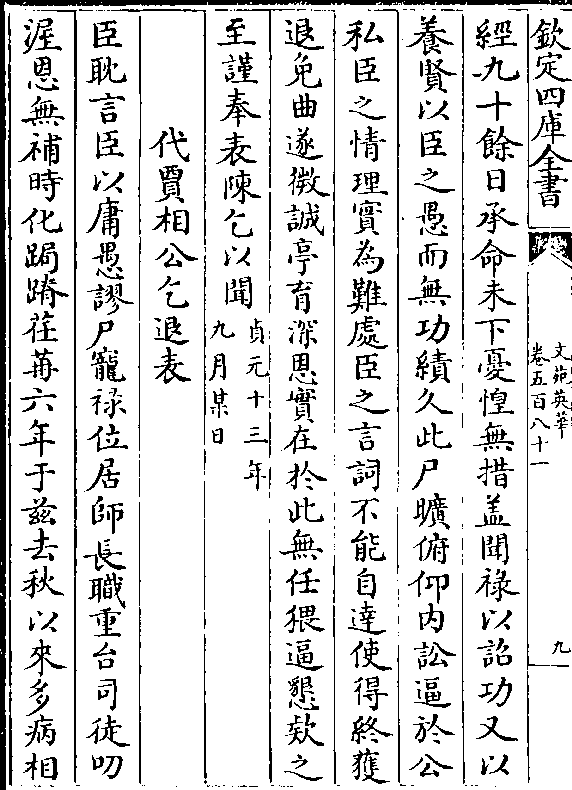 欽定四庫全書
文苑英華
卷五百八十一
九
經九十餘日承命未下憂惶無措盖聞祿以詔功又以
養賢以臣之愚而無功績久此尸曠俯仰内訟逼於公
私臣之情理實為難處臣之言詞不能自達使得終獲
退免曲遂微誠亭育深恩實在於此無任猥逼懇欵之
至謹奉表陳乞以聞
貞元十三年
九月某日
代賈相公乞退表
臣耽言臣以庸愚謬尸寵祿位居師長職重台司徒叨
渥恩無補時化跼蹐荏苒六年于兹去秋以來多病相